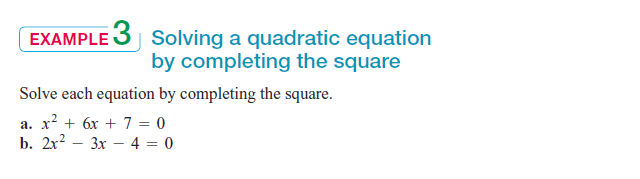 EXAMPLE 3 Solving a quadratic equation
by completing the square
Solve each equation by completing the square.
a. x² + 6x + 7 = 0
b. 2x² − 3x − 4 = 0